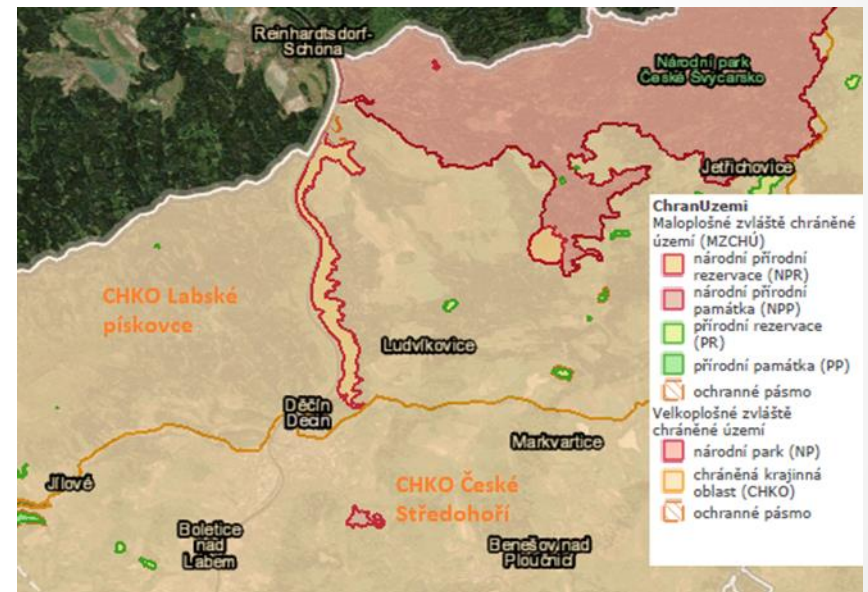 Reinhardtsdorf-
Schöna
Národní park
České Švýcarsko
Jetřichovice
CHKO Labské
pískovce
Ludvíkovice
Děčín
Děčín
Markvartice
Jílové
CHKO České
Středohoří
Boletice
nad
Labem
Benešov nad
Ploučnicí
ChranUzemi
Maloplošné zvláště chráněné
území (MZCHÚ)
národní přírodní
rezervace (NPR)
národní přírodní
památka (NPP)
přírodní rezervace
(PR)
přírodní památka (PP)
ochranné pásmo
Velkoplošné zvláště
chráněné území
národní park (NP)
chráněná krajinná
oblast (CHKO)
ochranné pásmo